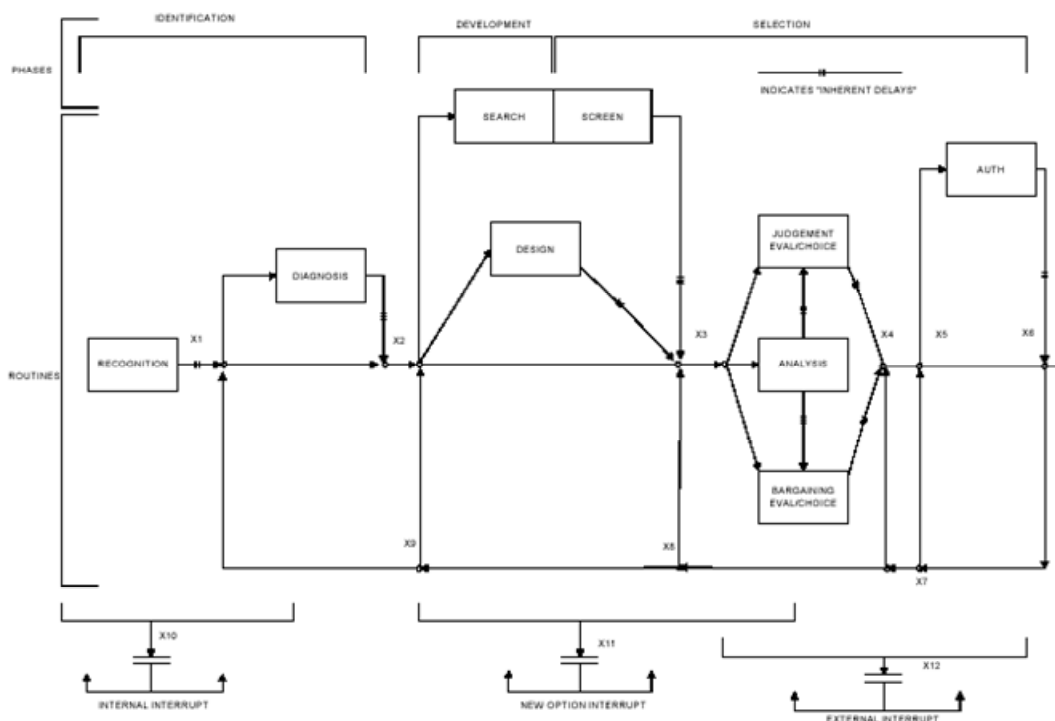 IDENTIFICATION
DEVELOPMENT
SELECTION
PHASES
INDICATES "INHERENT DELAYS"
SEARCH
SCREEN
AUTH
JUDGEMENT
EVAL/CHOICE
DESIGN
DIAGNOSIS
X1
X2
X3
X4
X5
X6
RECOGNITION
ANALYSIS
ROUTINES
BARGAINING
EVAL/CHOICE
X9
X8
X7
X10
X11
X12
INTERNAL INTERRUPT
NEW OPTION INTERRUPT
EXTERNAL INTERRUPT